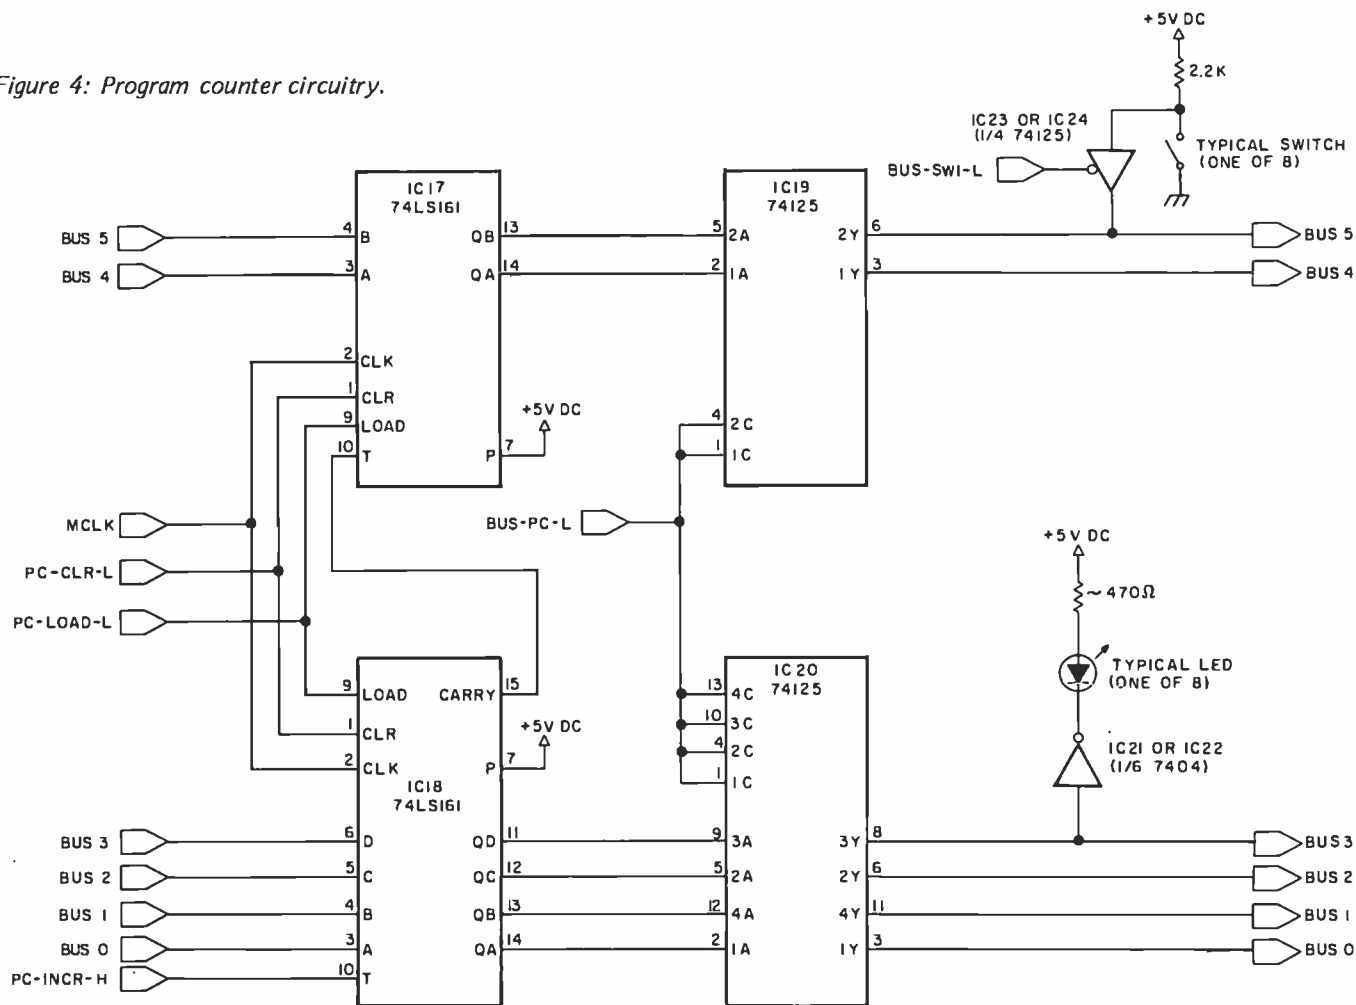 Figure 4: Program counter circuitry.
+5V DC
2.2K
IC23 OR IC24
(1/4 74125)
TYPICAL SWITCH
(ONE OF 8)
BUS-SWI-L
IC17
74LS161
IC19
74125
BUS 5
4 B
QB 13
5 2A
2Y 6
BUS 5
BUS 4
3 A
QA 14
2 1A
1Y 3
BUS 4
2 CLK
1 CLR
9 LOAD
10 T
P 7
+5V DC
4 2C
1 1C
MCLK
PC-CLR-L
PC-LOAD-L
BUS-PC-L
+5V DC
~470Ω
TYPICAL LED
(ONE OF 8)
IC21 OR IC22
(1/6 7404)
9 LOAD
CARRY 15
1 CLR
2 CLK
P 7
+5V DC
IC18
74LS161
IC20
74125
13 4C
10 3C
4 2C
1 1C
BUS 3
6 D
QD 11
9 3A
3Y 8
BUS 3
BUS 2
5 C
QC 12
5 2A
2Y 6
BUS 2
BUS 1
4 B
QB 13
12 4A
4Y 11
BUS 1
BUS 0
3 A
QA 14
2 1A
1Y 3
BUS 0
PC-INCR-H
10 T